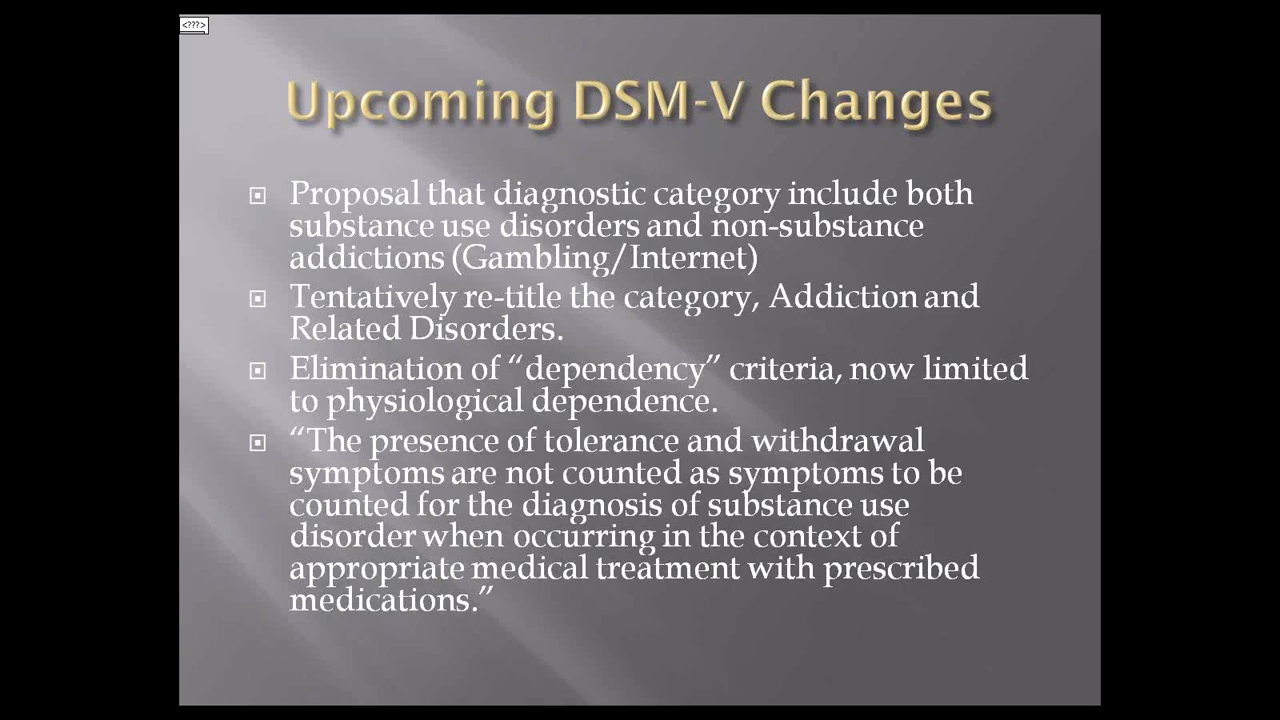 <???>
Upcoming DSM-V Changes
Proposal that diagnostic category include both
substance use disorders and non-substance
addictions (Gambling/Internet)
Tentatively re-title the category, Addiction and
Related Disorders.
Elimination of “dependency” criteria, now limited
to physiological dependence.
“The presence of tolerance and withdrawal
symptoms are not counted as symptoms to be
counted for the diagnosis of substance use
disorder when occurring in the context of
appropriate medical treatment with prescribed
medications.”